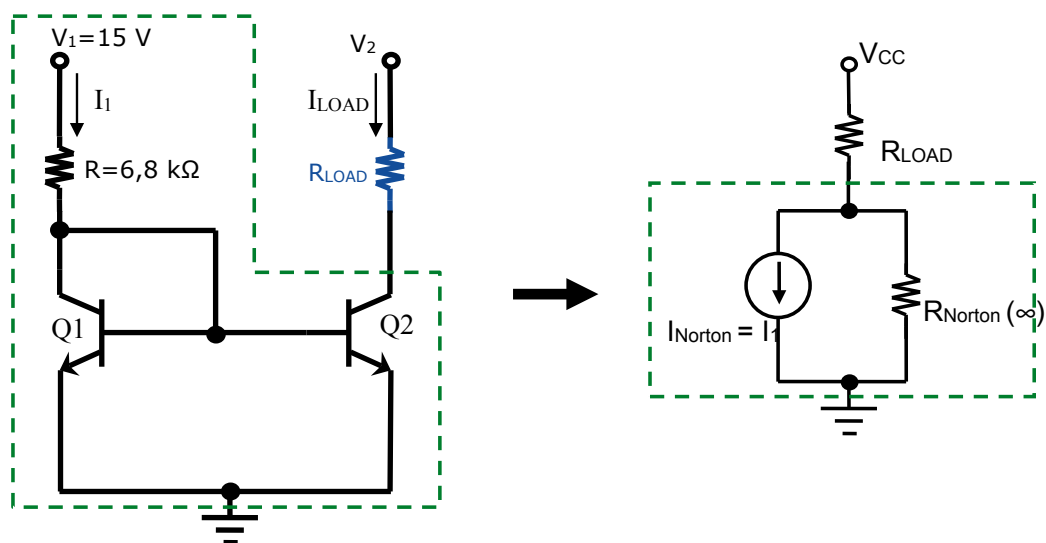 V1=15 V
V2
I1
ILOAD
R=6,8 kΩ
RLOAD
Q1
Q2
VCC
RLOAD
INorton = I1
RNorton (∞)